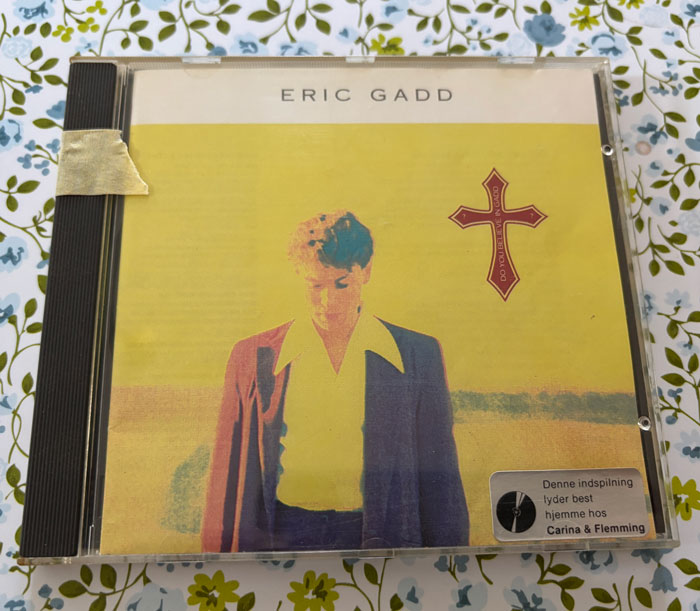 ERIC GADD
DO YOU BELIEVE IN GADD
Denne indspilning
lyder best
hjemme hos
Carina & Flemming